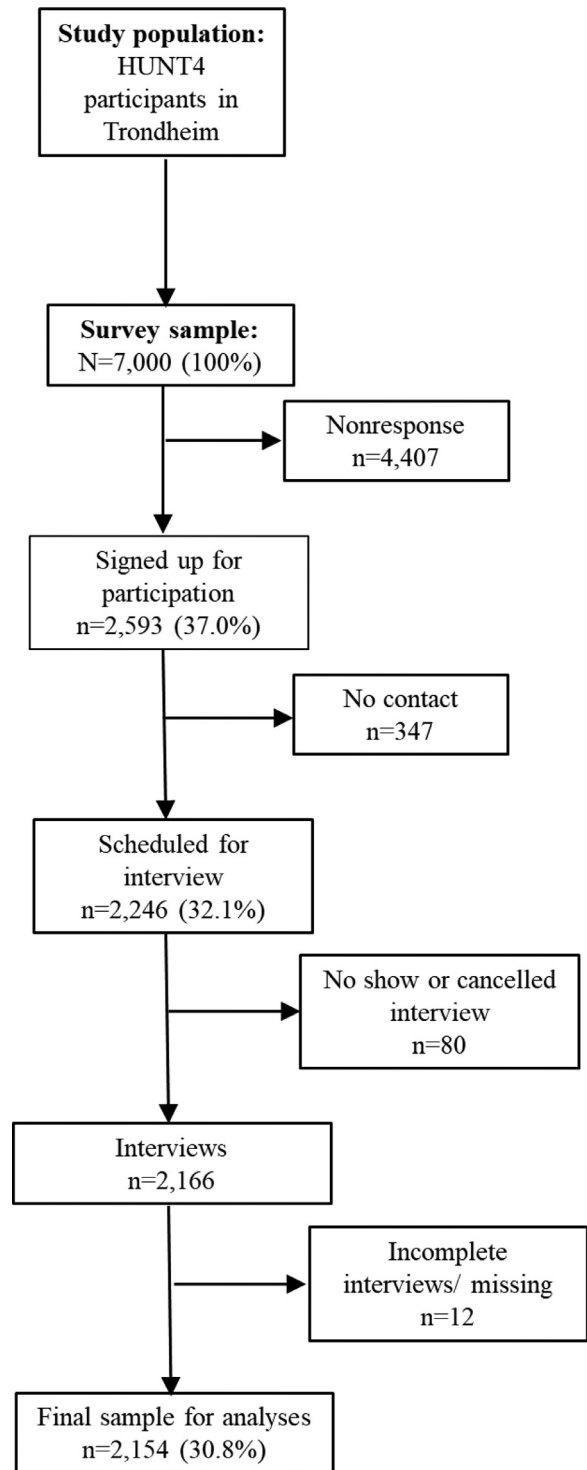 Study population:
HUNT4
participants in
Trondheim
Survey sample:
N=7,000 (100%)
Nonresponse
n=4,407
Signed up for
participation
n=2,593 (37.0%)
No contact
n=347
Scheduled for
interview
n=2,246 (32.1%)
No show or cancelled
interview
n=80
Interviews
n=2,166
Incomplete
interviews/ missing
n=12
Final sample for analyses
n=2,154 (30.8%)